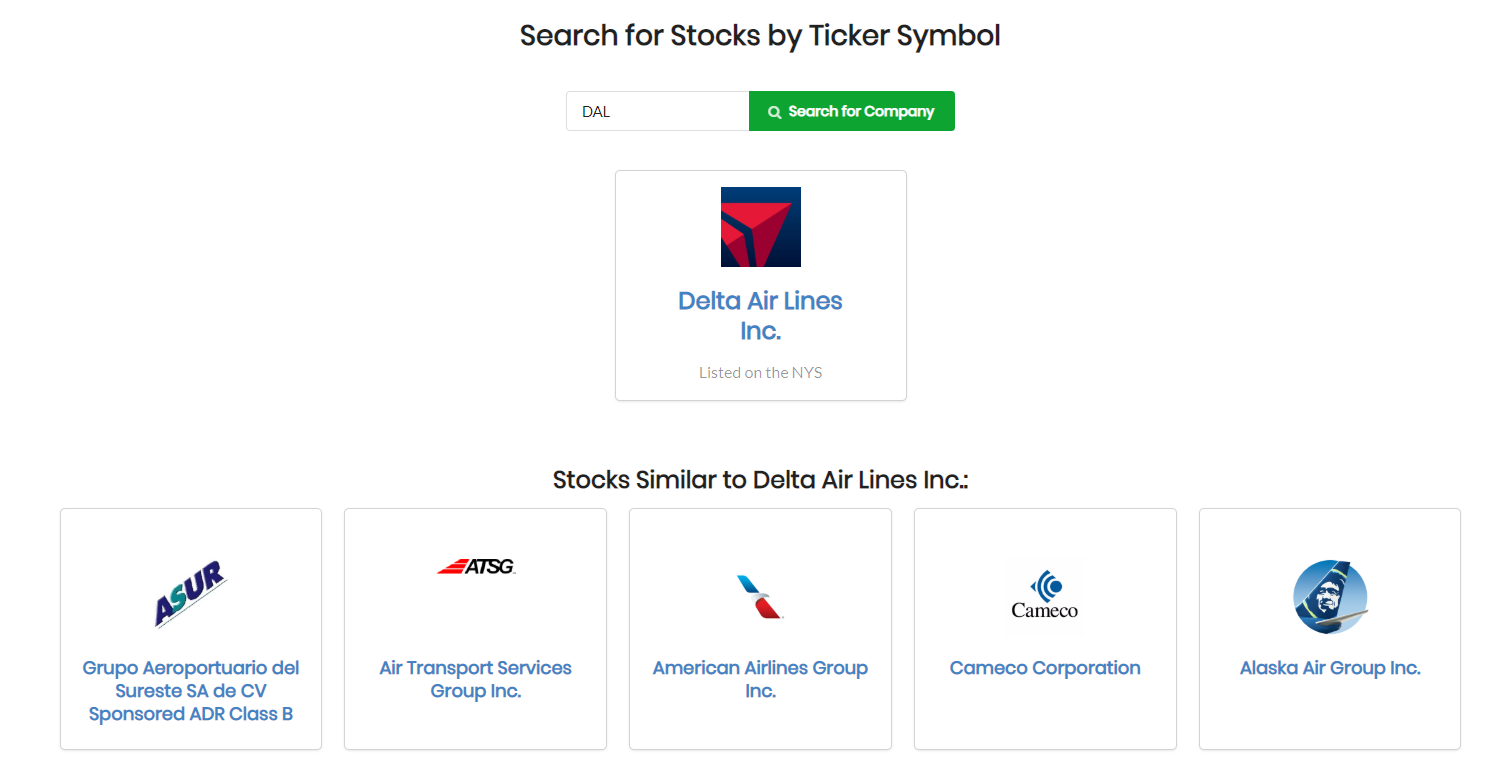 Search for Stocks by Ticker Symbol
DAL
Search for Company
Delta Air Lines
Inc.
Listed on the NYS
Stocks Similar to Delta Air Lines Inc.:
ASUR
Grupo Aeroportuario del
Sureste SA de CV
Sponsored ADR Class B
ATSG
Air Transport Services
Group Inc.
American Airlines Group
Inc.
Cameco
Cameco Corporation
Alaska Air Group Inc.